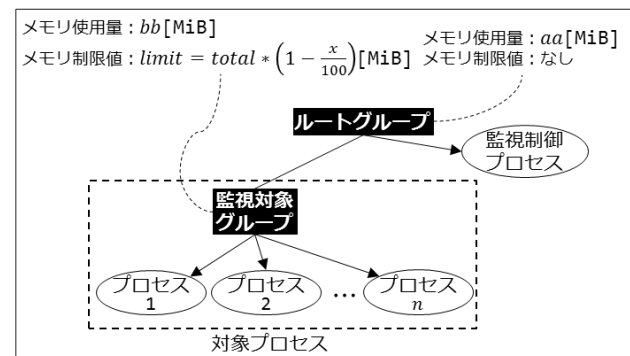 メモリ使用量:bb[MiB]
メモリ制限値:limit = total * (1 − x/100)[MiB]
メモリ使用量:aa[MiB]
メモリ制限値:なし
ルートグループ
監視制御
プロセス
監視対象
グループ
プロセス
1
プロセス
2
…
プロセス
n
対象プロセス